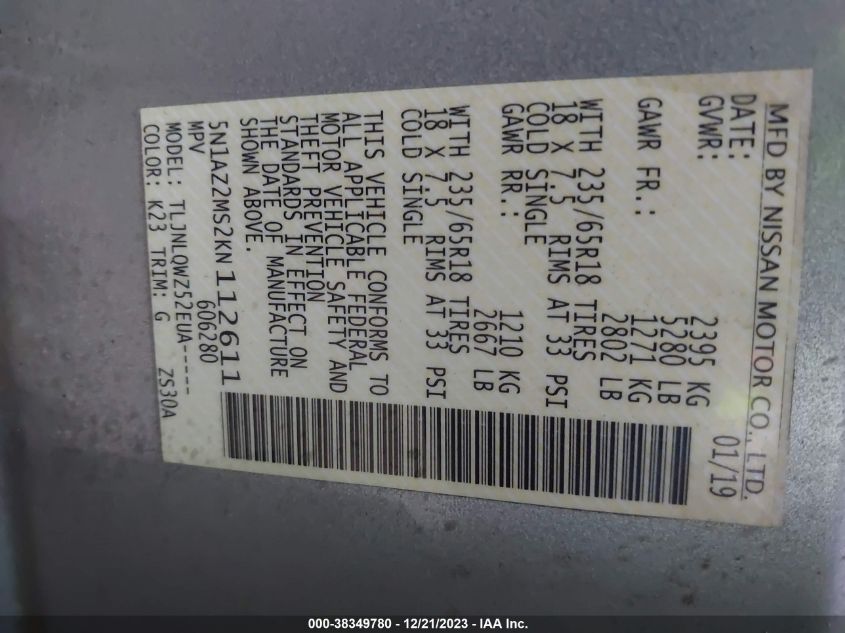 MFD BY NISSAN MOTOR CO., LTD.
DATE: 01/19
GVWR: 2395 KG
5280 LB
GAWR FR.: 1271 KG
2802 LB
WITH 235/65R18 TIRES
18 X 7.5 RIMS AT 33 PSI
COLD SINGLE
GAWR RR.: 1210 KG
2667 LB
WITH 235/65R18 TIRES
18 X 7.5 RIMS AT 33 PSI
COLD SINGLE
THIS VEHICLE CONFORMS TO
ALL APPLICABLE FEDERAL
MOTOR VEHICLE SAFETY AND
THEFT PREVENTION
STANDARDS IN EFFECT ON
THE DATE OF MANUFACTURE
SHOWN ABOVE.
5N1AZ2MS2KN112611
MPV 606280
MODEL: TLJNLQWZ52EUA-----
COLOR: K23 TRIM: G ZS30A
000-38349780 - 12/21/2023 - IAA Inc.